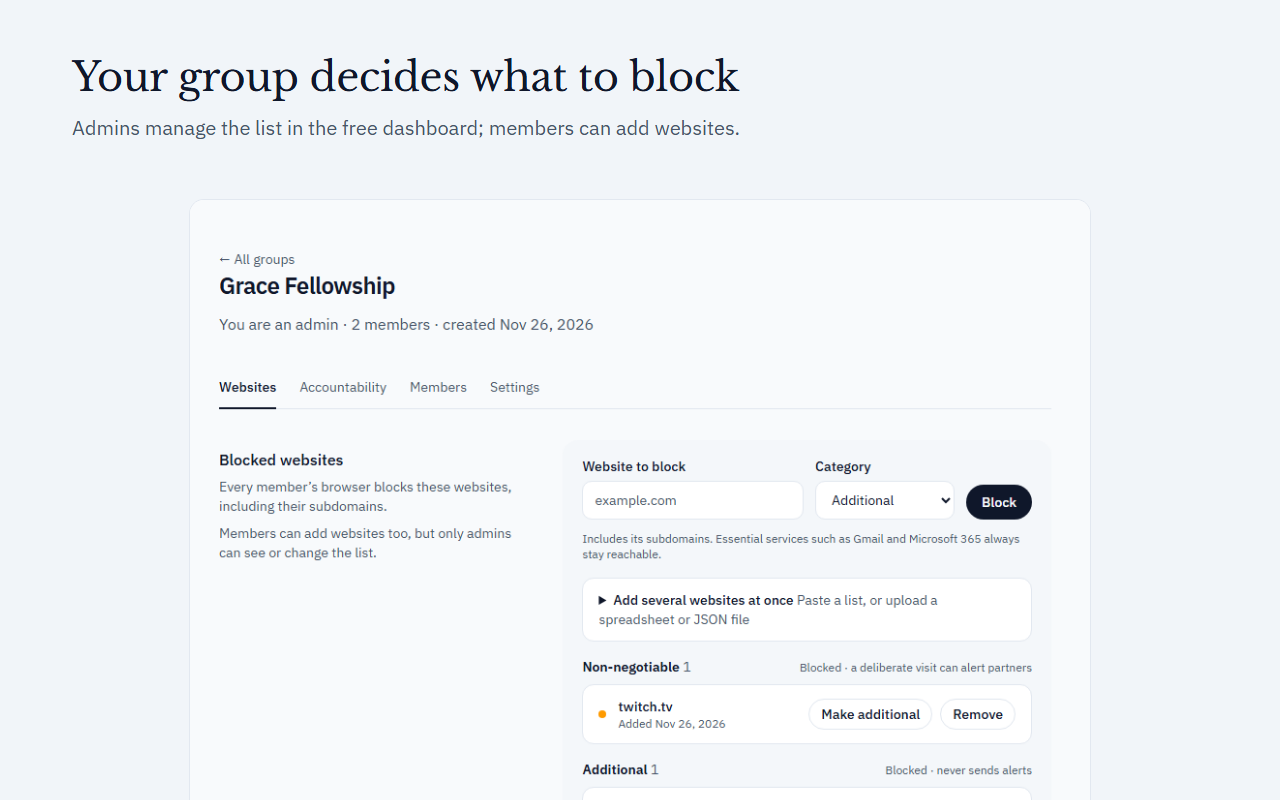 Your group decides what to block
Admins manage the list in the free dashboard; members can add websites.
← All groups
Grace Fellowship
You are an admin · 2 members · created Nov 26, 2026
Websites Accountability Members Settings
Blocked websites
Every member’s browser blocks these websites,
including their subdomains.
Members can add websites too, but only admins
can see or change the list.
Website to block Category
example.com Additional Block
Includes its subdomains. Essential services such as Gmail and Microsoft 365 always
stay reachable.
▶ Add several websites at once Paste a list, or upload a
spreadsheet or JSON file
Non-negotiable 1 Blocked · a deliberate visit can alert partners
twitch.tv
Added Nov 26, 2026
Make additional Remove
Additional 1 Blocked · never sends alerts